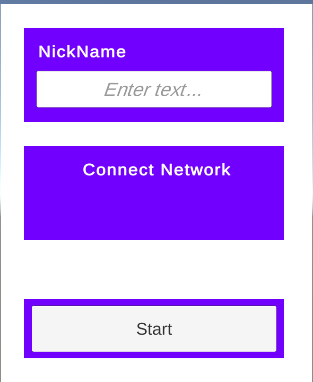 NickName
Enter text...
Connect Network
Start